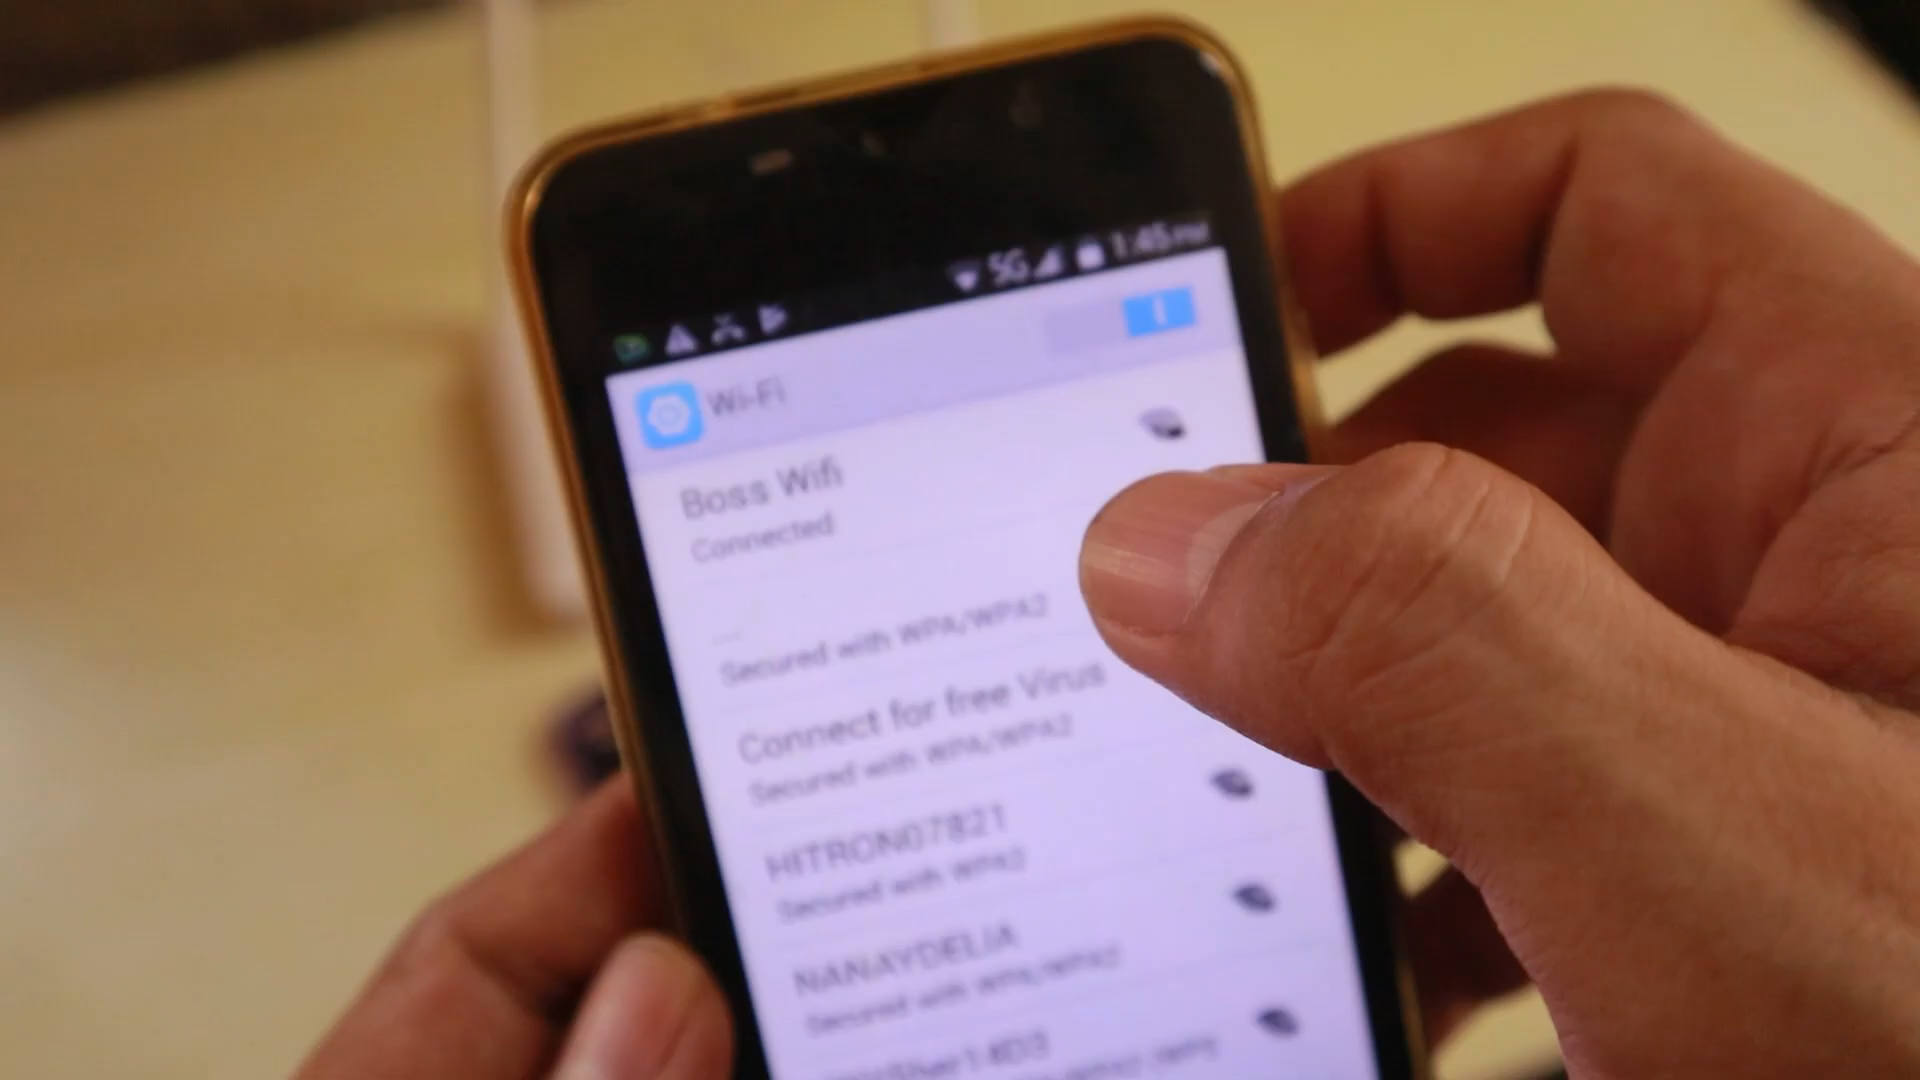 5G 1:45 PM
Wi-Fi
Boss Wifi
Connected
...
Secured with WPA/WPA2
Connect for free Virus
Secured with WPA/WPA2
HITRON07821
Secured with WPA2
NANAYDELIA
Secured with WPA/WPA2